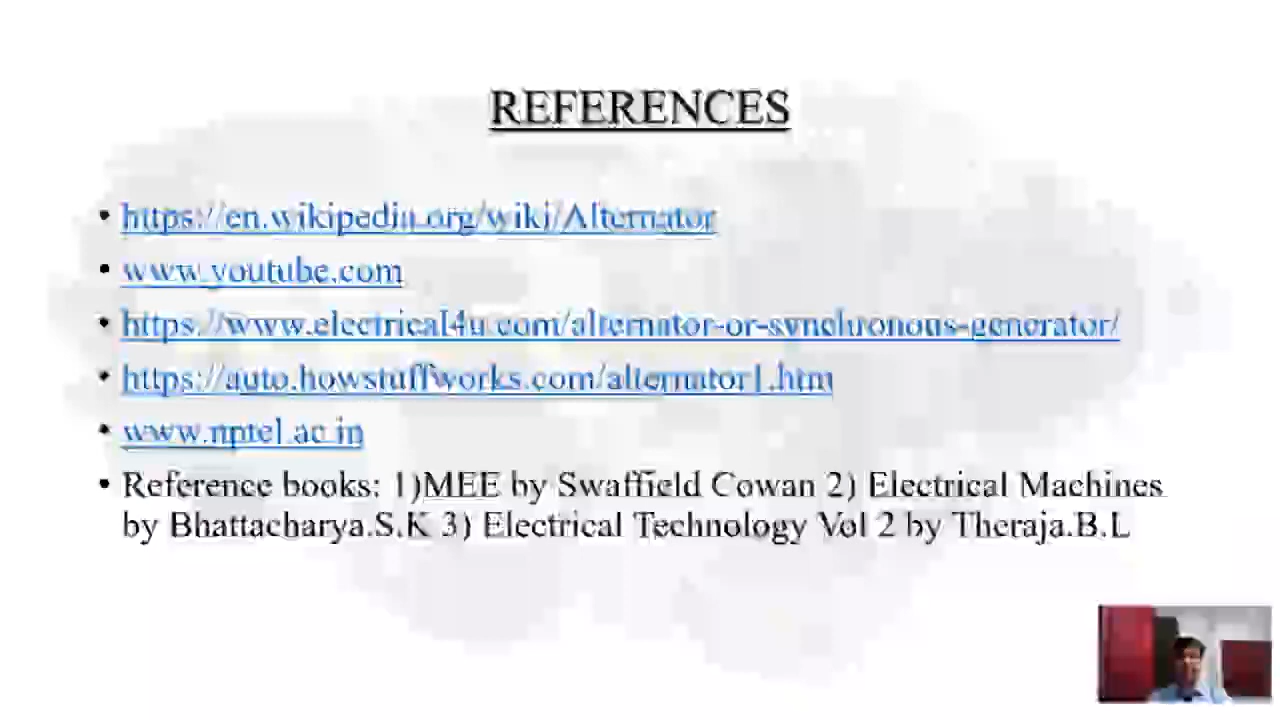 REFERENCES
• https://en.wikipedia.org/wiki/Alternator
• www.youtube.com
• https://www.electrical4u.com/alternator-or-synchronous-generator/
• https://auto.howstuffworks.com/alternator1.htm
• www.nptel.ac.in
• Reference books: 1)MEE by Swaffield Cowan 2) Electrical Machines
by Bhattacharya.S.K 3) Electrical Technology Vol 2 by Theraja.B.L